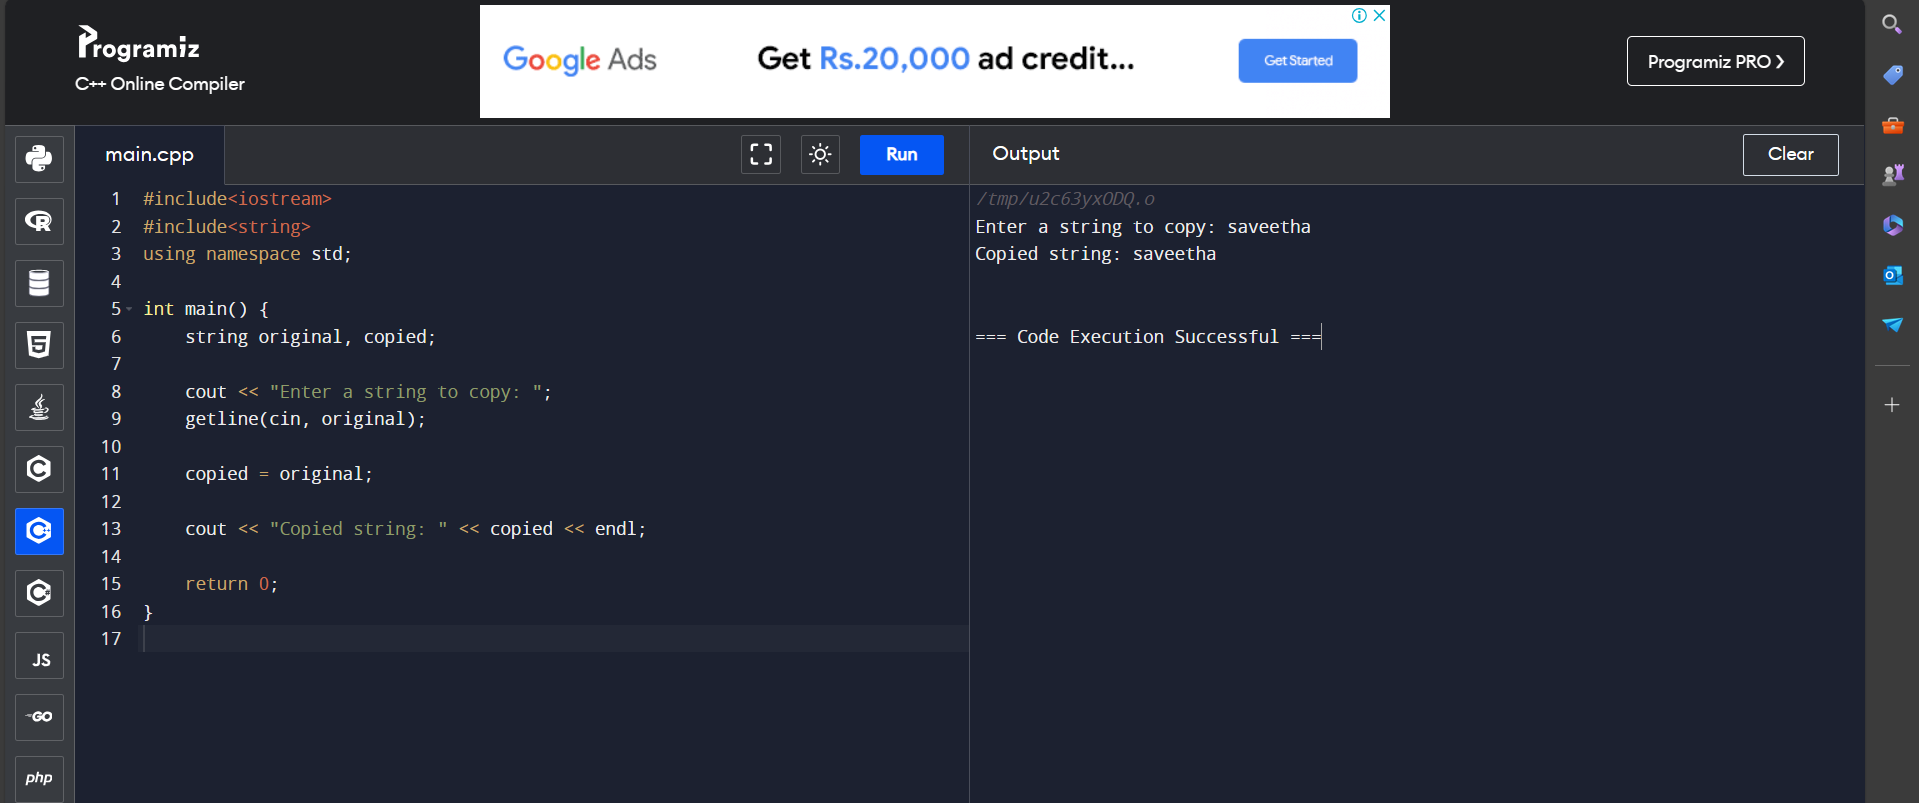 Programiz
C++ Online Compiler
Google Ads
Get Rs.20,000 ad credit...
Get Started
Programiz PRO ❯
main.cpp
Run
Output
Clear
1 #include<iostream>
2 #include<string>
3 using namespace std;
4
5 int main() {
6     string original, copied;
7
8     cout << "Enter a string to copy: ";
9     getline(cin, original);
10
11     copied = original;
12
13     cout << "Copied string: " << copied << endl;
14
15     return 0;
16 }
17
/tmp/u2c63yxODQ.o
Enter a string to copy: saveetha
Copied string: saveetha
=== Code Execution Successful ===
R
5
C
C++
C#
JS
GO
php